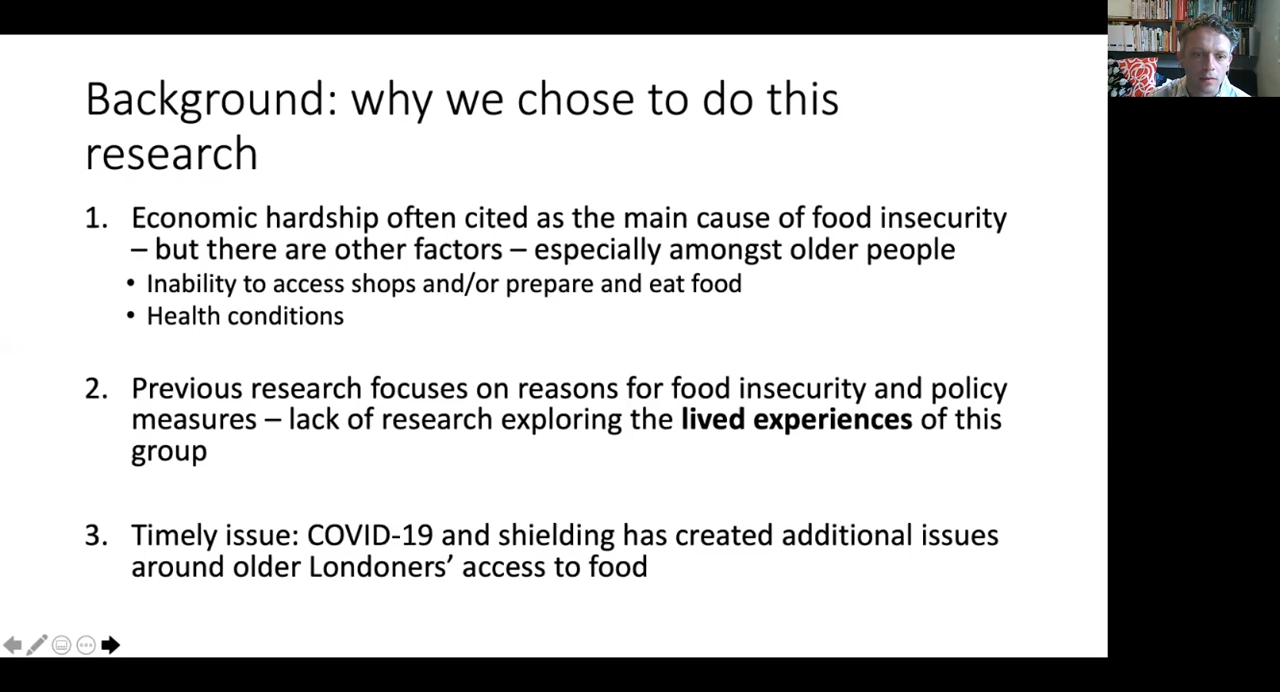 Background: why we chose to do this
research
1. Economic hardship often cited as the main cause of food insecurity
– but there are other factors – especially amongst older people
• Inability to access shops and/or prepare and eat food
• Health conditions
2. Previous research focuses on reasons for food insecurity and policy
measures – lack of research exploring the lived experiences of this
group
3. Timely issue: COVID-19 and shielding has created additional issues
around older Londoners’ access to food